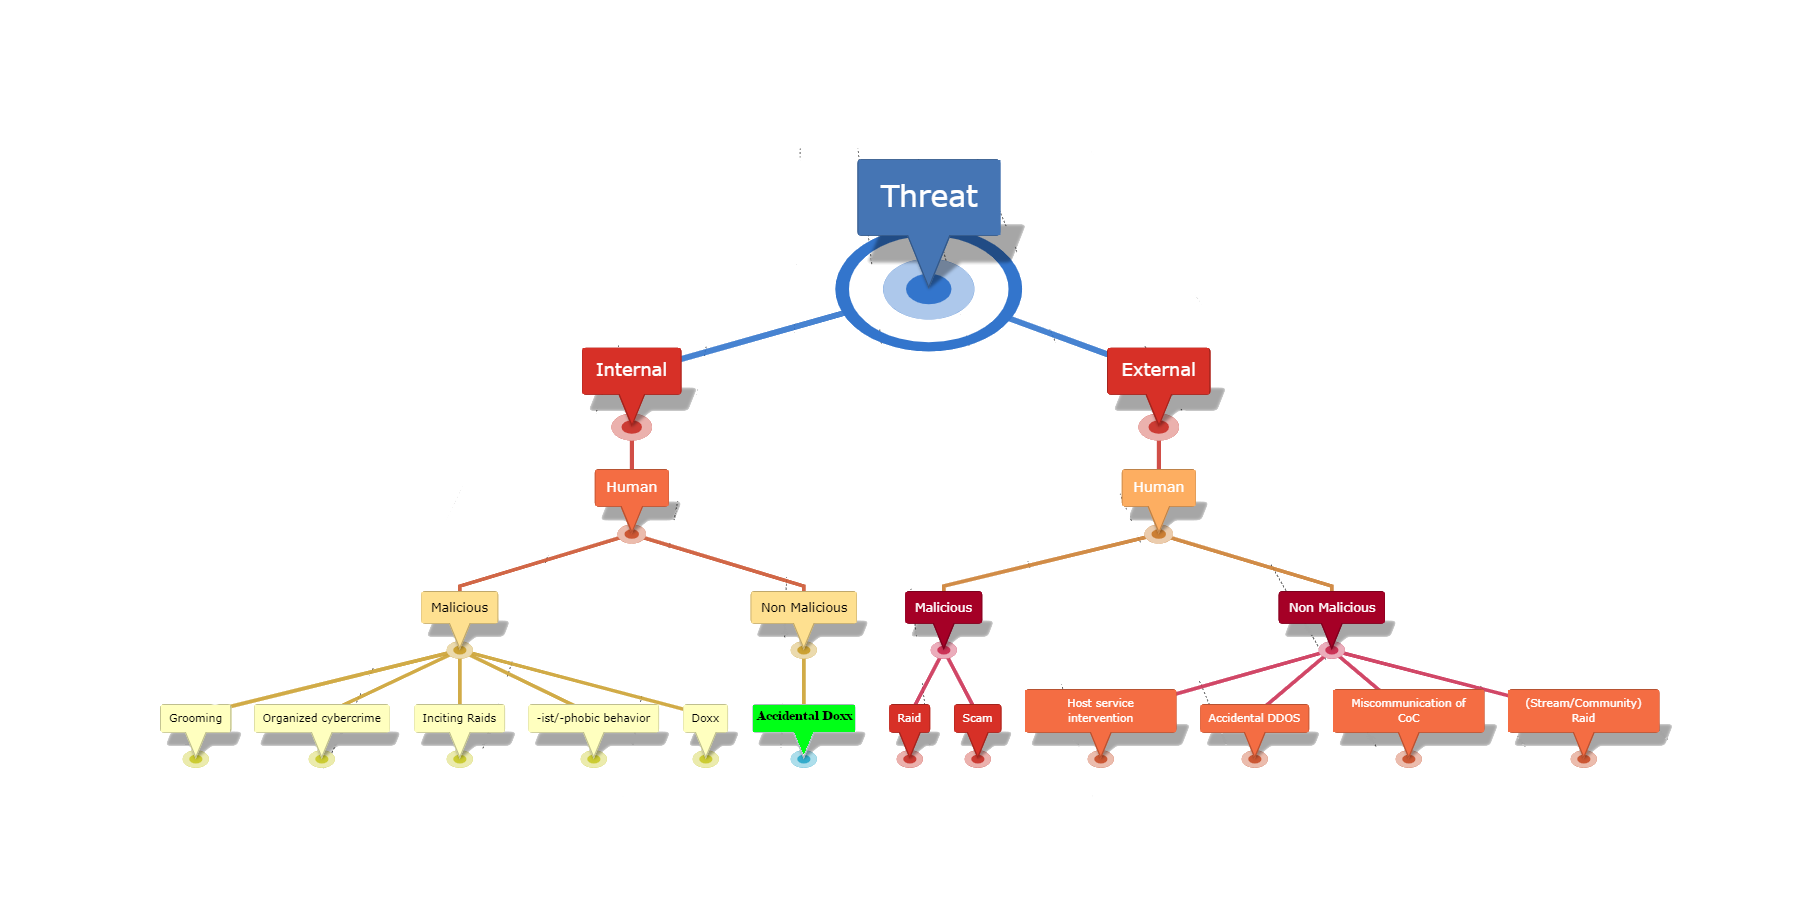 Threat
Internal
External
Human
Human
Malicious
Non Malicious
Malicious
Non Malicious
Grooming
Organized cybercrime
Inciting Raids
-ist/-phobic behavior
Doxx
Accidental Doxx
Raid
Scam
Host service
intervention
Accidental DDOS
Miscommunication of
CoC
(Stream/Community)
Raid